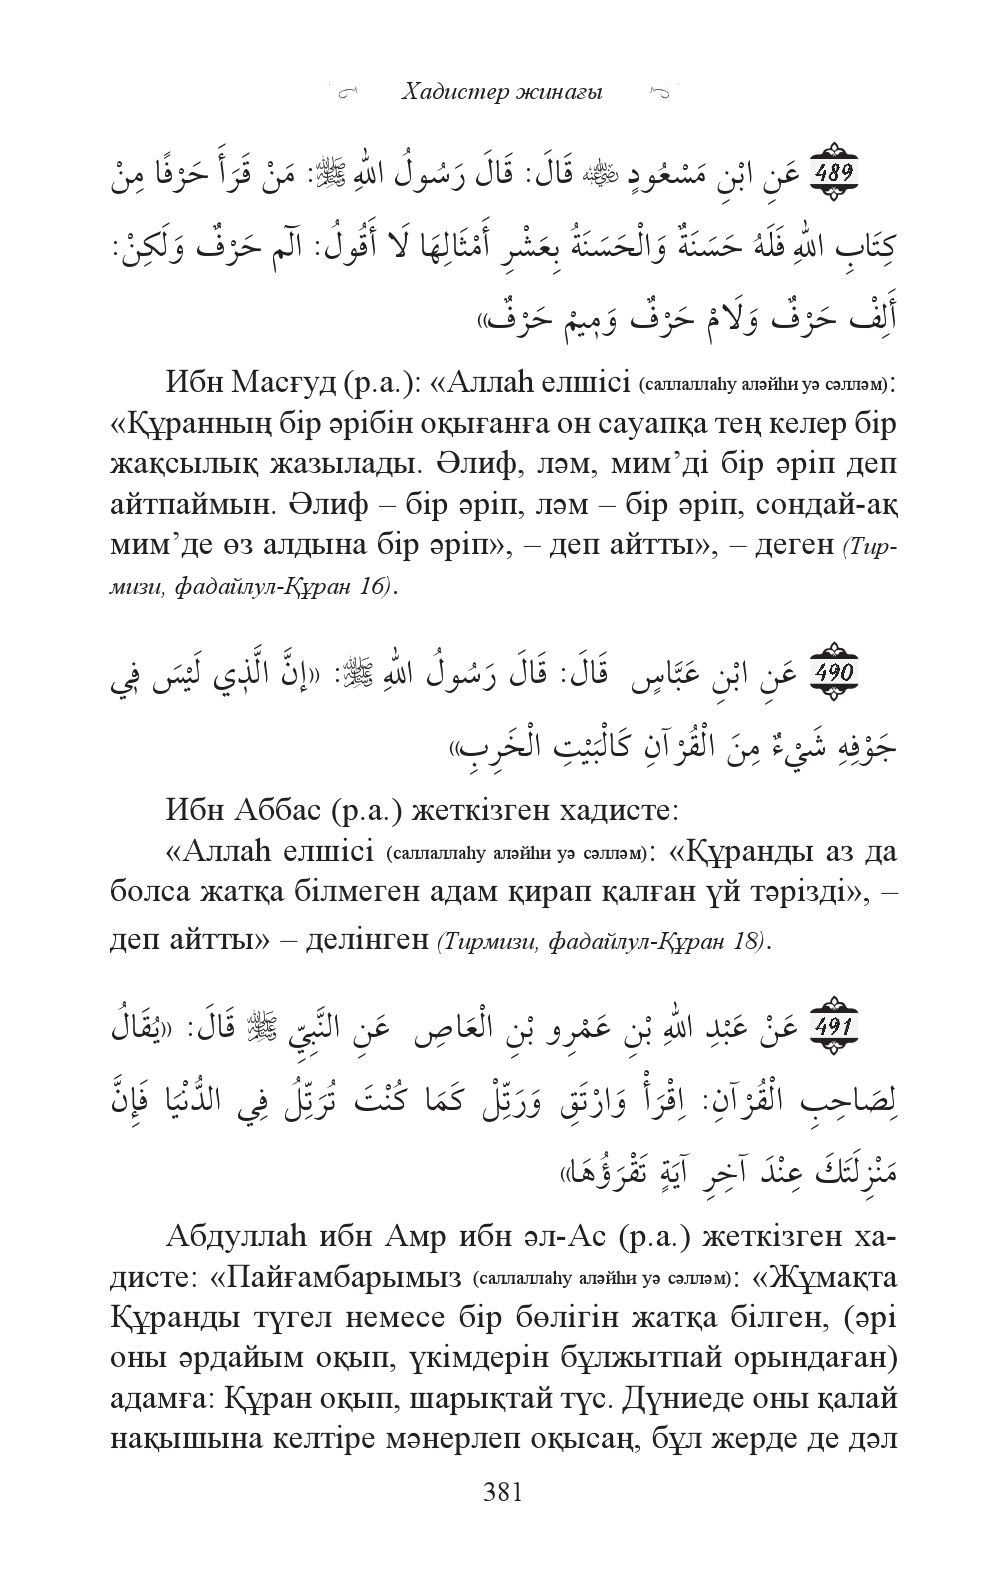 Хадистер жинағы
489 عَنِ ابْنِ مَسْعُودٍ رضي الله عنه قَالَ: قَالَ رَسُولُ اللهِ ﷺ: مَنْ قَرَأَ حَرْفًا مِنْ
كِتَابِ اللهِ فَلَهُ حَسَنَةٌ وَالْحَسَنَةُ بِعَشْرِ أَمْثَالِهَا لَا أَقُولُ: آلَم حَرْفٌ وَلَكِنْ:
أَلِفْ حَرْفٌ وَلَامْ حَرْفٌ وَمِيمْ حَرْفٌ»
Ибн Масғуд (р.а.): «Аллаһ елшісі (саллаллаһу аләйһи уә сәлләм):
«Құранның бір әрібін оқығанға он сауапқа тең келер бір
жақсылық жазылады. Әлиф, ләм, мим’ді бір әріп деп
айтпаймын. Әлиф – бір әріп, ләм – бір әріп, сондай-ақ
мим’де өз алдына бір әріп», – деп айтты», – деген (Тир-
мизи, фадайлул-Құран 16).
490 عَنِ ابْنِ عَبَّاسٍ قَالَ: قَالَ رَسُولُ اللهِ ﷺ: «إنَّ الَّذِي لَيْسَ فِي
جَوْفِهِ شَيْءٌ مِنَ الْقُرْآنِ كَالْبَيْتِ الْخَرِبِ»
Ибн Аббас (р.а.) жеткізген хадисте:
«Аллаһ елшісі (саллаллаһу аләйһи уә сәлләм): «Құранды аз да
болса жатқа білмеген адам қирап қалған үй тәрізді», –
деп айтты» – делінген (Тирмизи, фадайлул-Құран 18).
491 عَنْ عَبْدِ اللهِ بْنِ عَمْرِو بْنِ الْعَاصِ عَنِ النَّبِيِّ ﷺ قَالَ: «يُقَالُ
لِصَاحِبِ الْقُرْآنِ: اِقْرَأْ وَارْتَقِ وَرَتِّلْ كَمَا كُنْتَ تُرَتِّلُ فِي الدُّنْيَا فَإِنَّ
مَنْزِلَتَكَ عِنْدَ آخِرِ آيَةٍ تَقْرَؤُهَا»
Абдуллаһ ибн Амр ибн әл-Ас (р.а.) жеткізген ха-
дисте: «Пайғамбарымыз (саллаллаһу аләйһи уә сәлләм): «Жұмақта
Құранды түгел немесе бір бөлігін жатқа білген, (әрі
оны әрдайым оқып, үкімдерін бұлжытпай орындаған)
адамға: Құран оқып, шарықтай түс. Дүниеде оны қалай
нақышына келтіре мәнерлеп оқысаң, бұл жерде де дәл
381